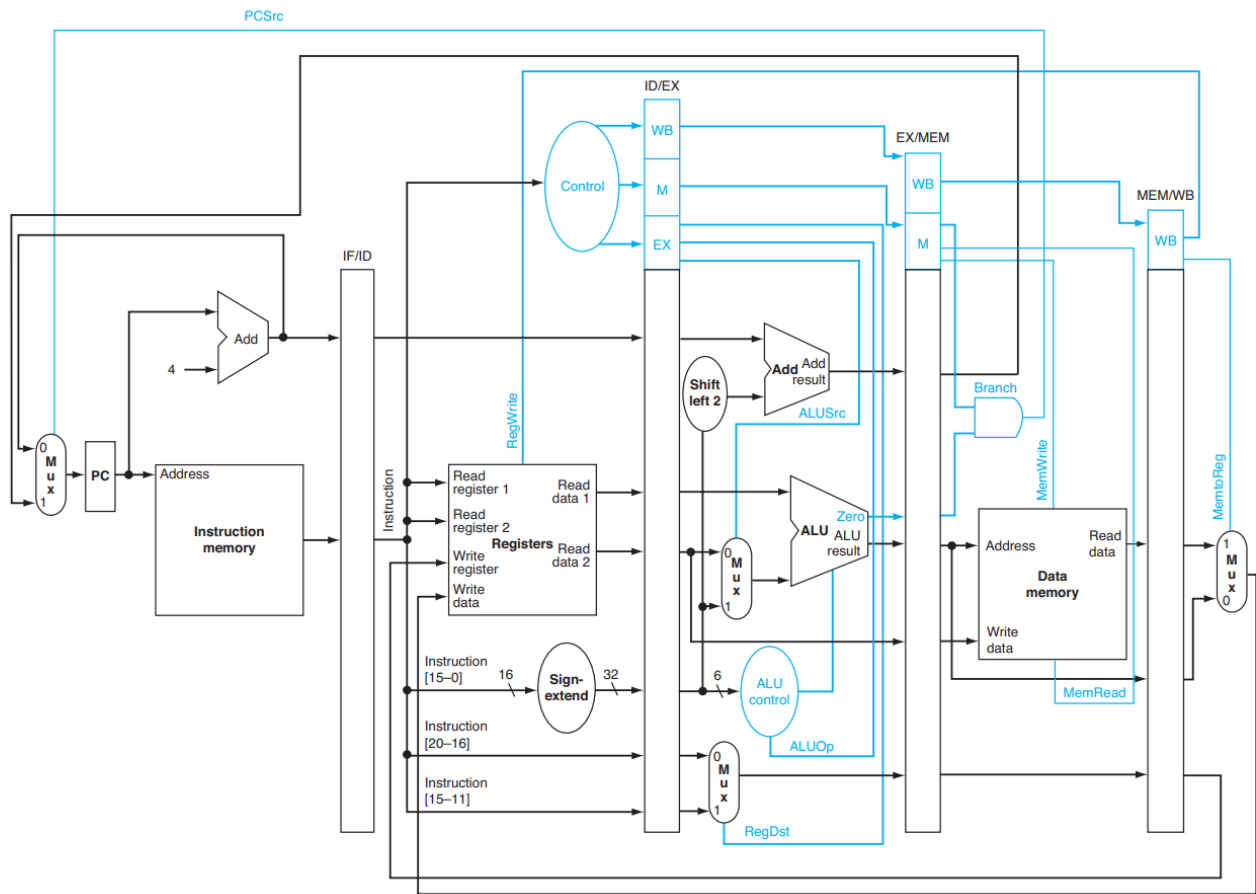 PCSrc
ID/EX
WB
EX/MEM
Control
M
WB
MEM/WB
EX
M
WB
IF/ID
Add
4
Add
Add
result
Shift
left 2
Branch
ALUSrc
RegWrite
MemWrite
MemtoReg
0
M
u
x
1
PC
Address
Instruction
memory
Instruction
Read
register 1
Read
data 1
Read
register 2
Registers
Write
register
Read
data 2
Write
data
0
M
u
x
1
Zero
ALU
ALU
result
Address
Read
data
Data
memory
Write
data
1
M
u
x
0
Instruction
[15–0]
16
Sign-
extend
32
6
ALU
control
MemRead
Instruction
[20–16]
ALUOp
0
M
u
x
1
Instruction
[15–11]
RegDst